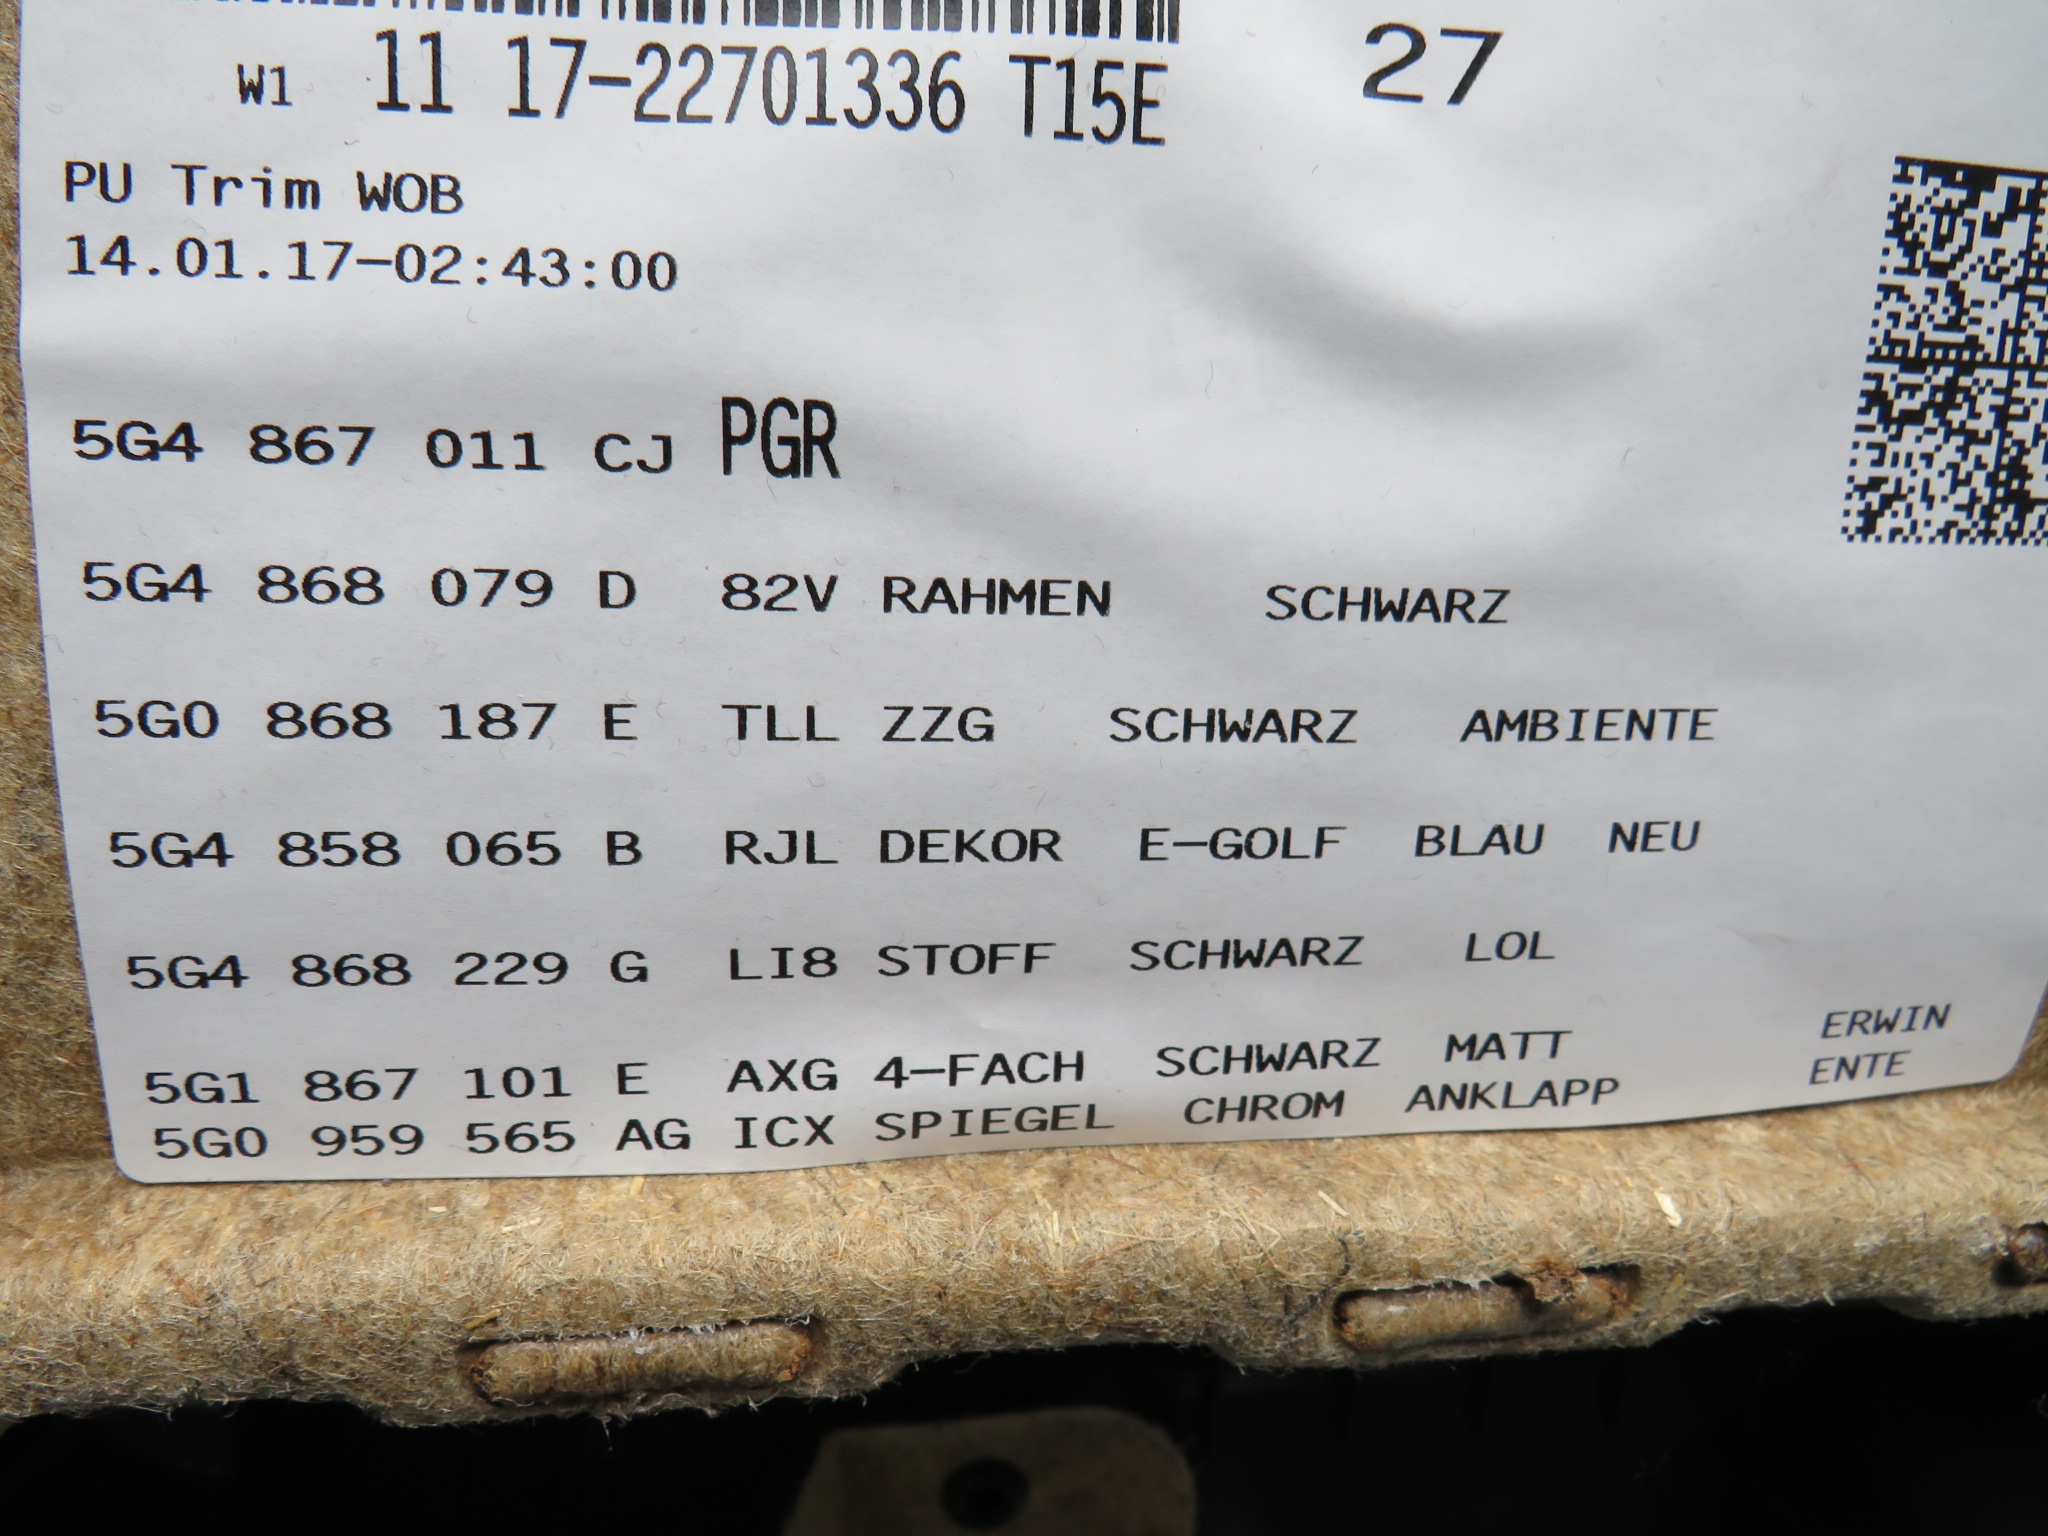 W1 11 17-22701336 T15E 27
PU Trim WOB
14.01.17-02:43:00
5G4 867 011 CJ PGR
5G4 868 079 D 82V RAHMEN SCHWARZ
5G0 868 187 E TLL ZZG SCHWARZ AMBIENTE
5G4 858 065 B RJL DEKOR E-GOLF BLAU NEU
5G4 868 229 G LI8 STOFF SCHWARZ LOL
5G1 867 101 E AXG 4-FACH SCHWARZ MATT ERWIN
5G0 959 565 AG ICX SPIEGEL CHROM ANKLAPP ENTE